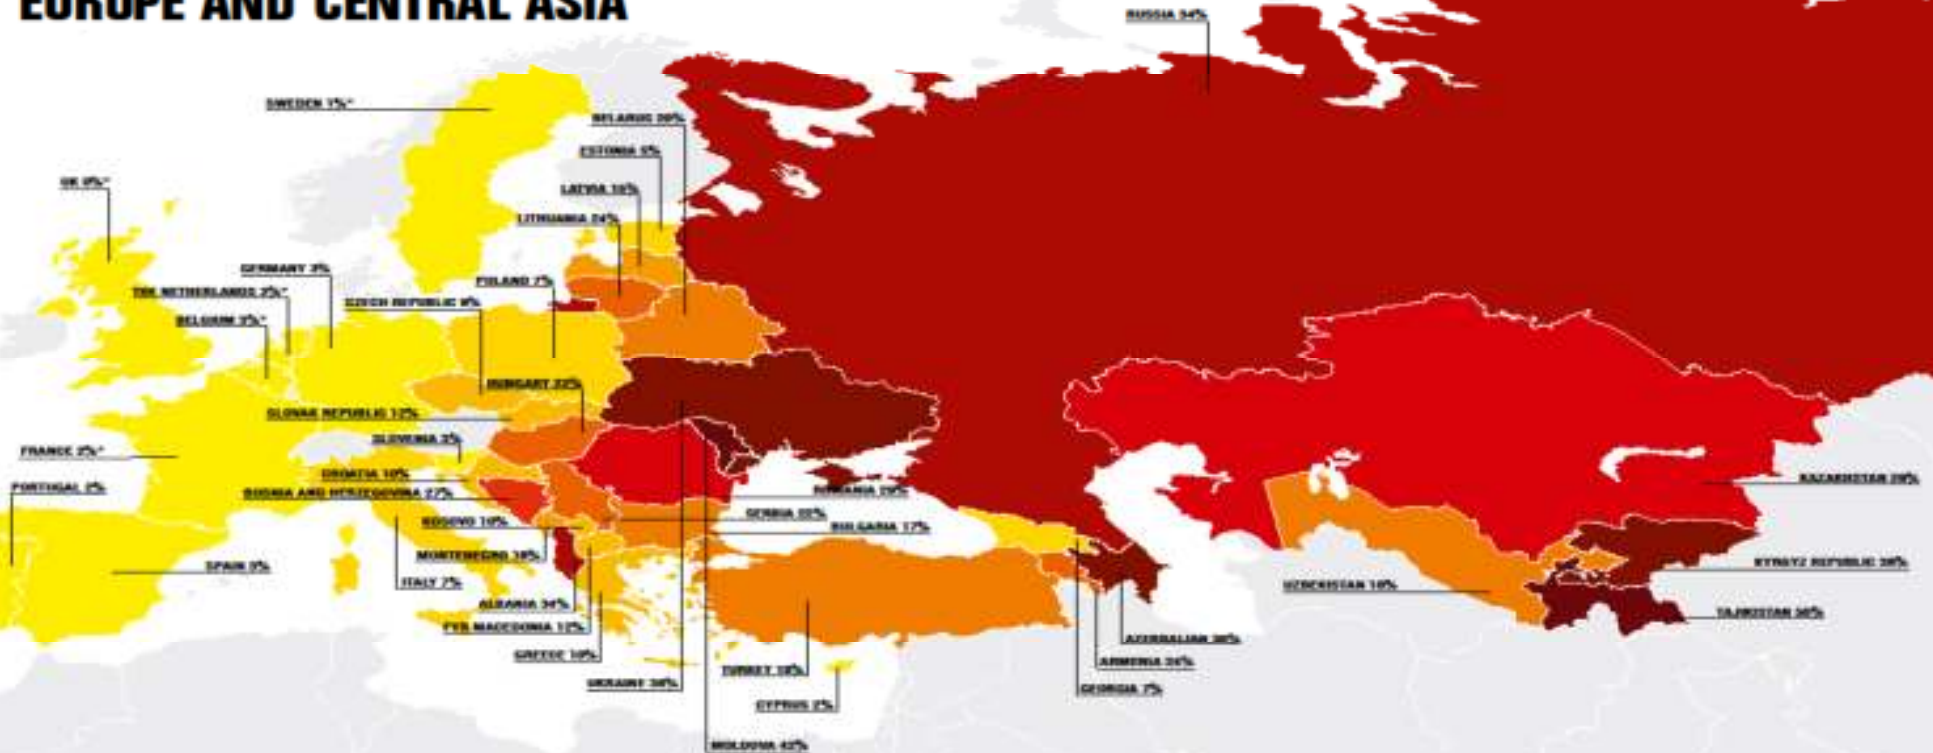 EUROPE AND CENTRAL ASIA
RUSSIA 34%
SWEDEN 1%*
BELARUS 20%
ESTONIA 5%
LATVIA 15%
UK 0%*
LITHUANIA 24%
GERMANY 3%
POLAND 7%
THE NETHERLANDS 2%*
CZECH REPUBLIC 9%
BELGIUM 3%*
HUNGARY 22%
SLOVAK REPUBLIC 12%
SLOVENIA 3%
FRANCE 2%*
CROATIA 10%
KAZAKHSTAN 29%
PORTUGAL 2%
BOSNIA AND HERZEGOVINA 27%
ROMANIA 29%
SERBIA 22%
KOSOVO 10%
BULGARIA 17%
MONTENEGRO 16%
KYRGYZ REPUBLIC 38%
SPAIN 3%
ITALY 7%
UZBEKISTAN 18%
ALBANIA 34%
TAJIKISTAN 50%
FYR MACEDONIA 12%
AZERBAIJAN 38%
GREECE 10%
ARMENIA 24%
TURKEY 18%
UKRAINE 38%
GEORGIA 7%
CYPRUS 2%
MOLDOVA 42%